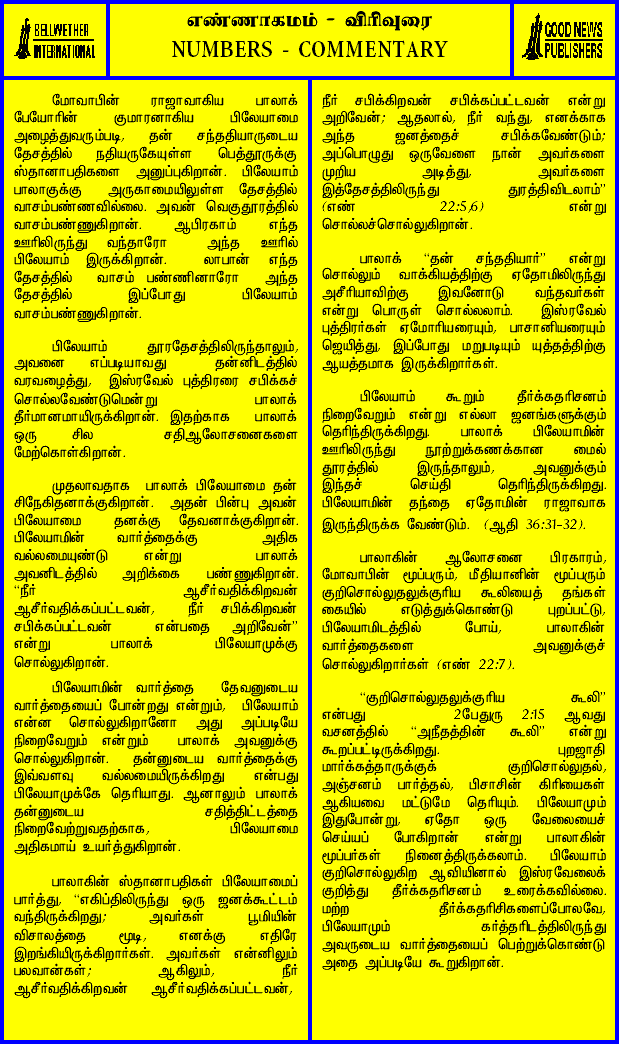 BELLWETHER
INTERNATIONAL
எண்ணாகமம் - விரிவுரை
NUMBERS - COMMENTARY
GOOD NEWS
PUBLISHERS
மோவாபின் ராஜாவாகிய பாலாக்
பேயோரின் குமாரனாகிய பிலேயாமை
அழைத்துவரும்படி, தன் சந்ததியாருடைய
தேசத்தில் நதியருகேயுள்ள பெத்தூருக்கு
ஸ்தானாபதிகளை அனுப்புகிறான். பிலேயாம்
பாலாகுக்கு அருகாமையிலுள்ள தேசத்தில்
வாசம்பண்ணவில்லை. அவன் வெகுதூரத்தில்
வாசம்பண்ணுகிறான். ஆபிரகாம் எந்த
ஊரிலிருந்து வந்தாரோ அந்த ஊரில்
பிலேயாம் இருக்கிறான். லாபான் எந்த
தேசத்தில் வாசம் பண்ணினாரோ அந்த
தேசத்தில் இப்போது பிலேயாம்
வாசம்பண்ணுகிறான்.
பிலேயாம் தூரதேசத்திலிருந்தாலும்,
அவனை எப்படியாவது தன்னிடத்தில்
வரவழைத்து, இஸ்ரவேல் புத்திரரை சபிக்கச்
சொல்லவேண்டுமென்று பாலாக்
தீர்மானமாயிருக்கிறான். இதற்காக பாலாக்
ஒரு சில சதிஆலோசனைகளை
மேற்கொள்கிறான்.
முதலாவதாக பாலாக் பிலேயாமை தன்
சிநேகிதனாக்குகிறான். அதன் பின்பு அவன்
பிலேயாமை தனக்கு தேவனாக்குகிறான்.
பிலேயாமின் வார்த்தைக்கு அதிக
வல்லமையுண்டு என்று பாலாக்
அவனிடத்தில் அறிக்கை பண்ணுகிறான்.
“நீர் ஆசீர்வதிக்கிறவன்
ஆசீர்வதிக்கப்பட்டவன், நீர் சபிக்கிறவன்
சபிக்கப்பட்டவன் என்பதை அறிவேன்”
என்று பாலாக் பிலேயாமுக்கு
சொல்லுகிறான்.
பிலேயாமின் வார்த்தை தேவனுடைய
வார்த்தையைப் போன்றது என்றும், பிலேயாம்
என்ன சொல்லுகிறானோ அது அப்படியே
நிறைவேறும் என்றும் பாலாக் அவனுக்கு
சொல்லுகிறான். தன்னுடைய வார்த்தைக்கு
இவ்வளவு வல்லமையிருக்கிறது என்பது
பிலேயாமுக்கே தெரியாது. ஆனாலும் பாலாக்
தன்னுடைய சதித்திட்டத்தை
நிறைவேற்றுவதற்காக, பிலேயாமை
அதிகமாய் உயர்த்துகிறான்.
பாலாகின் ஸ்தானாபதிகள் பிலேயாமைப்
பார்த்து, “எகிப்திலிருந்து ஒரு ஜனக்கூட்டம்
வந்திருக்கிறது; அவர்கள் பூமியின்
விசாலத்தை மூடி, எனக்கு எதிரே
இறங்கியிருக்கிறார்கள். அவர்கள் என்னிலும்
பலவான்கள்; ஆகிலும், நீர்
ஆசீர்வதிக்கிறவன் ஆசீர்வதிக்கப்பட்டவன்,
நீர் சபிக்கிறவன் சபிக்கப்பட்டவன் என்று
அறிவேன்; ஆதலால், நீர் வந்து, எனக்காக
அந்த ஜனத்தைச் சபிக்கவேண்டும்;
அப்பொழுது ஒருவேளை நான் அவர்களை
முறிய அடித்து, அவர்களை
இத்தேசத்திலிருந்து துரத்திவிடலாம்”
(எண் 22:5,6) என்று
சொல்லச்சொல்லுகிறான்.
பாலாக் “தன் சந்ததியார்” என்று
சொல்லும் வாக்கியத்திற்கு ஏதோமிலிருந்து
அசீரியாவிற்கு இவனோடு வந்தவர்கள்
என்று பொருள் சொல்லலாம். இஸ்ரவேல்
புத்திரர்கள் ஏமோரியரையும், பாசானியரையும்
ஜெயித்து, இப்போது மறுபடியும் யுத்தத்திற்கு
ஆயத்தமாக இருக்கிறார்கள்.
பிலேயாம் கூறும் தீர்க்கதரிசனம்
நிறைவேறும் என்று எல்லா ஜனங்களுக்கும்
தெரிந்திருக்கிறது. பாலாக் பிலேயாமின்
ஊரிலிருந்து நூற்றுக்கணக்கான மைல்
தூரத்தில் இருந்தாலும், அவனுக்கும்
இந்தச் செய்தி தெரிந்திருக்கிறது.
பிலேயாமின் தந்தை ஏதோமின் ராஜாவாக
இருந்திருக்க வேண்டும். (ஆதி 36:31-32).
பாலாகின் ஆலோசனை பிரகாரம்,
மோவாபின் மூப்பரும், மீதியானின் மூப்பரும்
குறிசொல்லுதலுக்குரிய கூலியைத் தங்கள்
கையில் எடுத்துக்கொண்டு புறப்பட்டு,
பிலேயாமிடத்தில் போய், பாலாகின்
வார்த்தைகளை அவனுக்குச்
சொல்லுகிறார்கள் (எண் 22:7).
“குறிசொல்லுதலுக்குரிய கூலி”
என்பது 2பேதுரு 2:15 ஆவது
வசனத்தில் “அநீதத்தின் கூலி” என்று
கூறப்பட்டிருக்கிறது. புறஜாதி
மார்க்கத்தாருக்குக் குறிசொல்லுதல்,
அஞ்சனம் பார்த்தல், பிசாசின் கிரியைகள்
ஆகியவை மட்டுமே தெரியும். பிலேயாமும்
இதுபோன்று, ஏதோ ஒரு வேலையைச்
செய்யப் போகிறான் என்று பாலாகின்
மூப்பர்கள் நினைத்திருக்கலாம். பிலேயாம்
குறிசொல்லுகிற ஆவியினால் இஸ்ரவேலைக்
குறித்து தீர்க்கதரிசனம் உரைக்கவில்லை.
மற்ற தீர்க்கதரிசிகளைப்போலவே,
பிலேயாமும் கர்த்தரிடத்திலிருந்து
அவருடைய வார்த்தையைப் பெற்றுக்கொண்டு
அதை அப்படியே கூறுகிறான்.